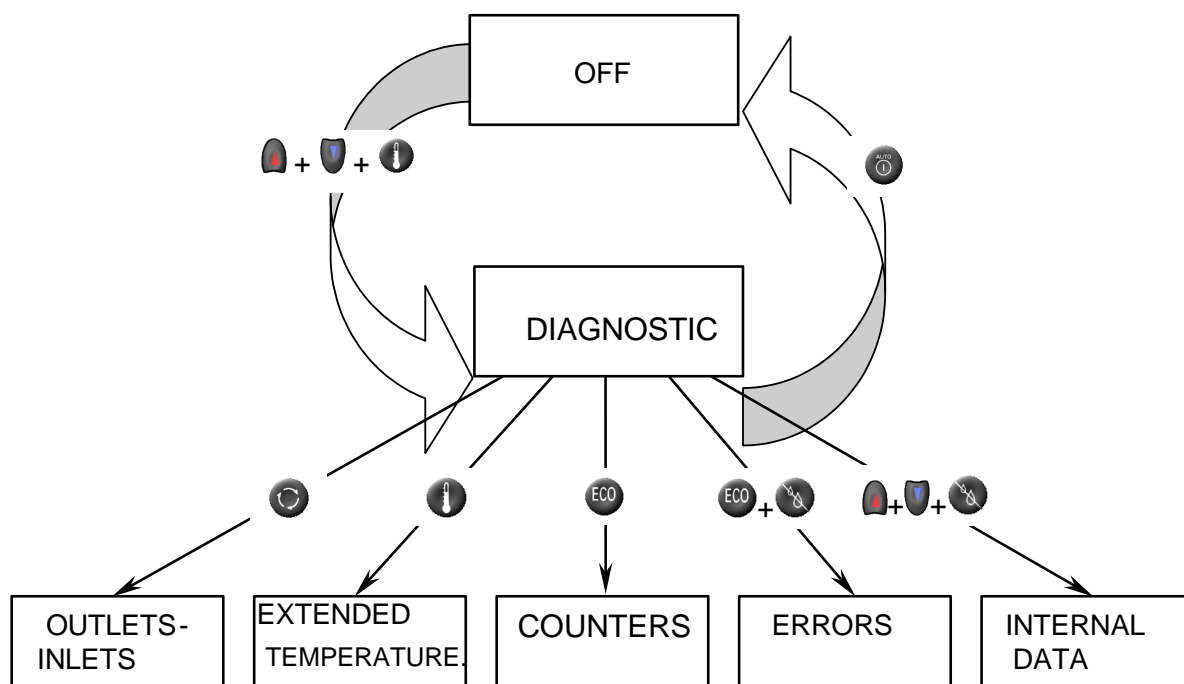 OFF
+ +
AUTO
DIAGNOSTIC
ECO
ECO +
+ +
OUTLETS-
INLETS
EXTENDED
TEMPERATURE.
COUNTERS
ERRORS
INTERNAL
DATA